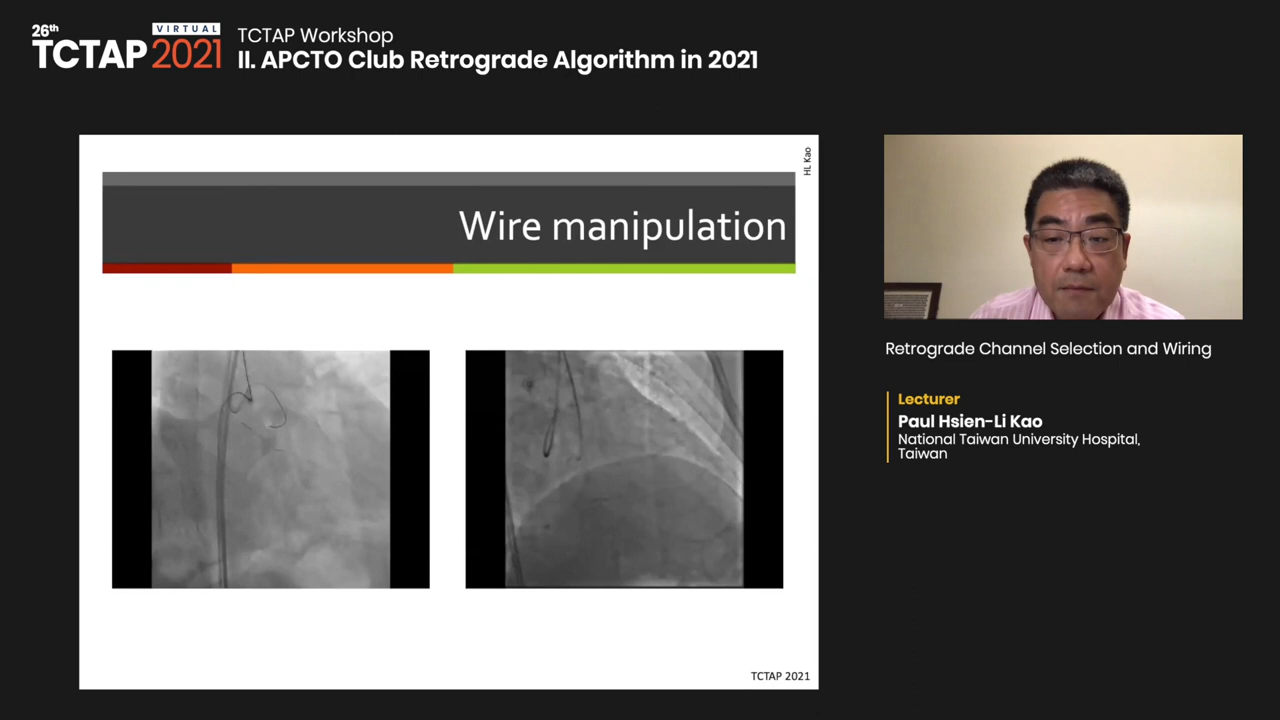 26th
VIRTUAL
TCTAP 2021
TCTAP Workshop
II. APCTO Club Retrograde Algorithm in 2021
HL Kao
Wire manipulation
TCTAP 2021
Retrograde Channel Selection and Wiring
Lecturer
Paul Hsien-Li Kao
National Taiwan University Hospital,
Taiwan